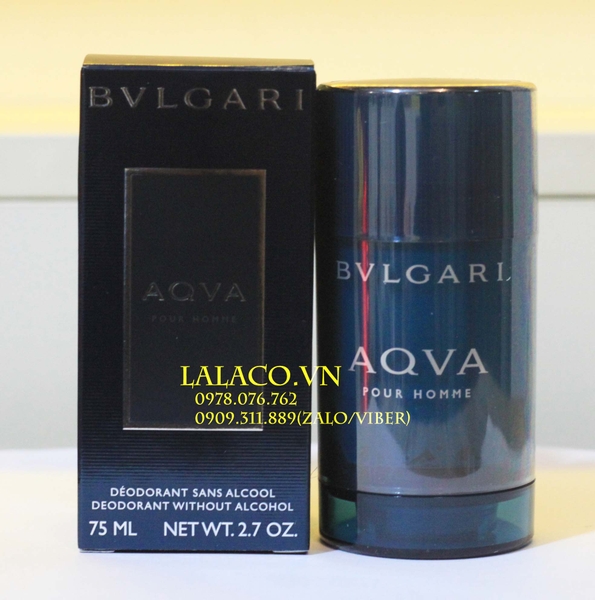 BVLGARI
AQVA
POUR HOMME
DÉODORANT SANS ALCOOL
DEODORANT WITHOUT ALCOHOL
75 ML NET WT. 2.7 OZ.
BVLGARI
AQVA
POUR HOMME
LALACO.VN
0978.076.762
0909.311.889(ZALO/VIBER)